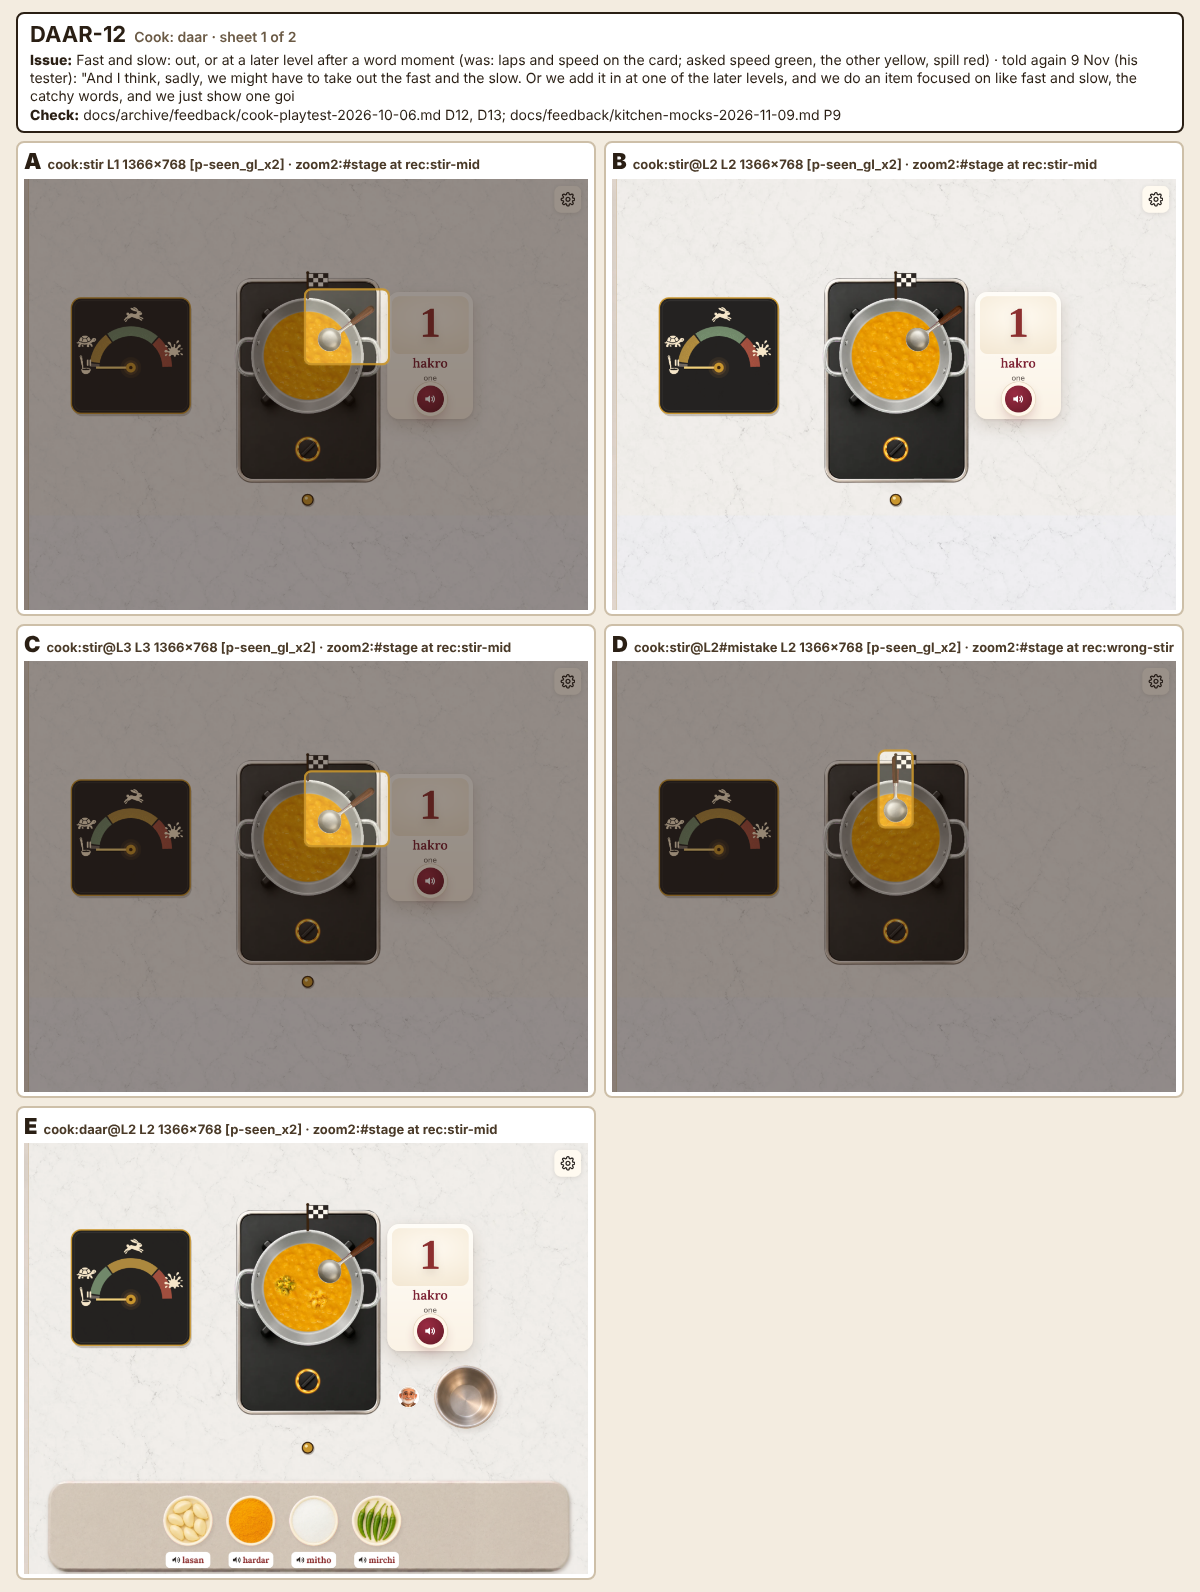 DAAR-12 Cook: daar · sheet 1 of 2
Issue: Fast and slow: out, or at a later level after a word moment (was: laps and speed on the card; asked speed green, the other yellow, spill red) · told again 9 Nov (his
tester): "And I think, sadly, we might have to take out the fast and the slow. Or we add it in at one of the later levels, and we do an item focused on like fast and slow, the
catchy words, and we just show one goi
Check: docs/archive/feedback/cook-playtest-2026-10-06.md D12, D13; docs/feedback/kitchen-mocks-2026-11-09.md P9
A cook:stir L1 1366×768 [p-seen_gl_x2] · zoom2:#stage at rec:stir-mid
1
hakro
one
B cook:stir@L2 L2 1366×768 [p-seen_gl_x2] · zoom2:#stage at rec:stir-mid
1
hakro
one
C cook:stir@L3 L3 1366×768 [p-seen_gl_x2] · zoom2:#stage at rec:stir-mid
1
hakro
one
D cook:stir@L2#mistake L2 1366×768 [p-seen_gl_x2] · zoom2:#stage at rec:wrong-stir
E cook:daar@L2 L2 1366×768 [p-seen_x2] · zoom2:#stage at rec:stir-mid
1
hakro
one
lasan hardar mitho mirchi